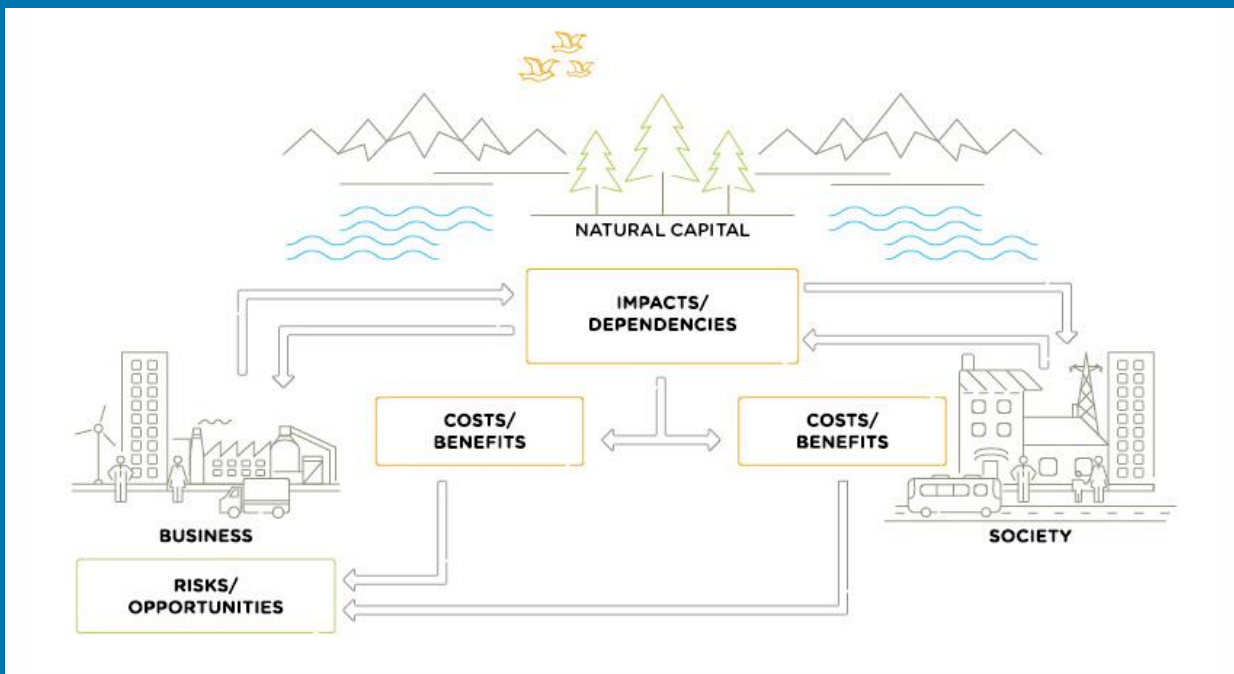 NATURAL CAPITAL
IMPACTS/
DEPENDENCIES
COSTS/
BENEFITS
COSTS/
BENEFITS
BUSINESS
SOCIETY
RISKS/
OPPORTUNITIES